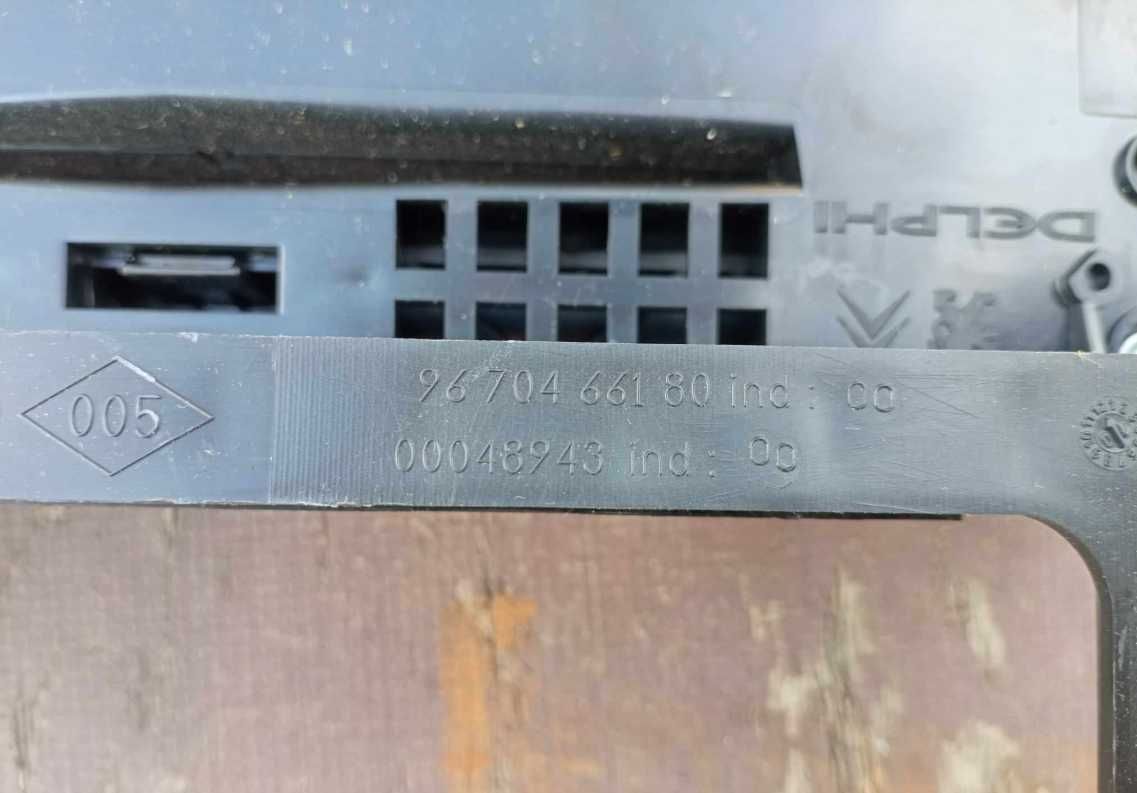 DELPHI
005
96 704 661 80 ind : 00
00048943 ind : 00